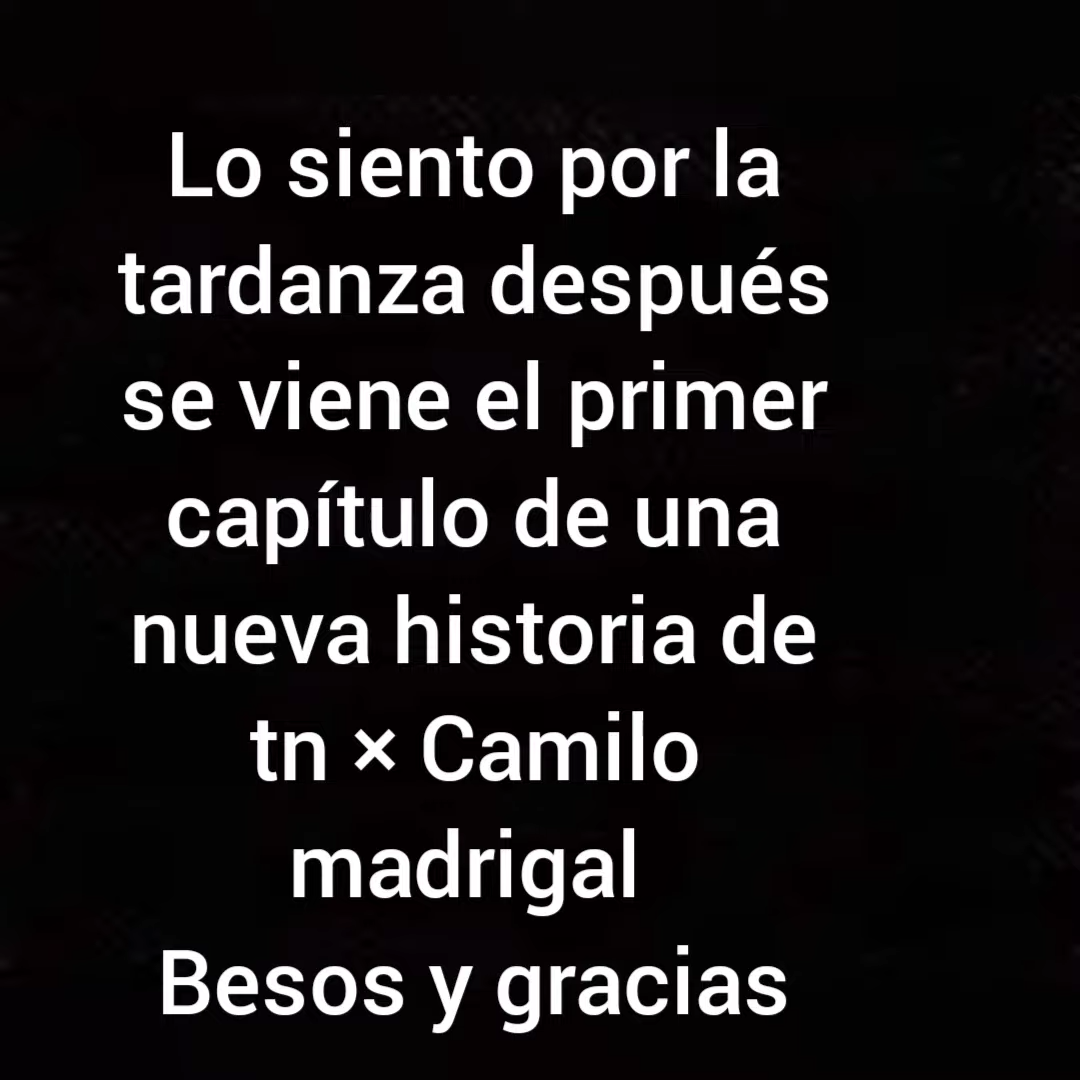 Lo siento por la
tardanza después
se viene el primer
capítulo de una
nueva historia de
tn × Camilo
madrigal
Besos y gracias